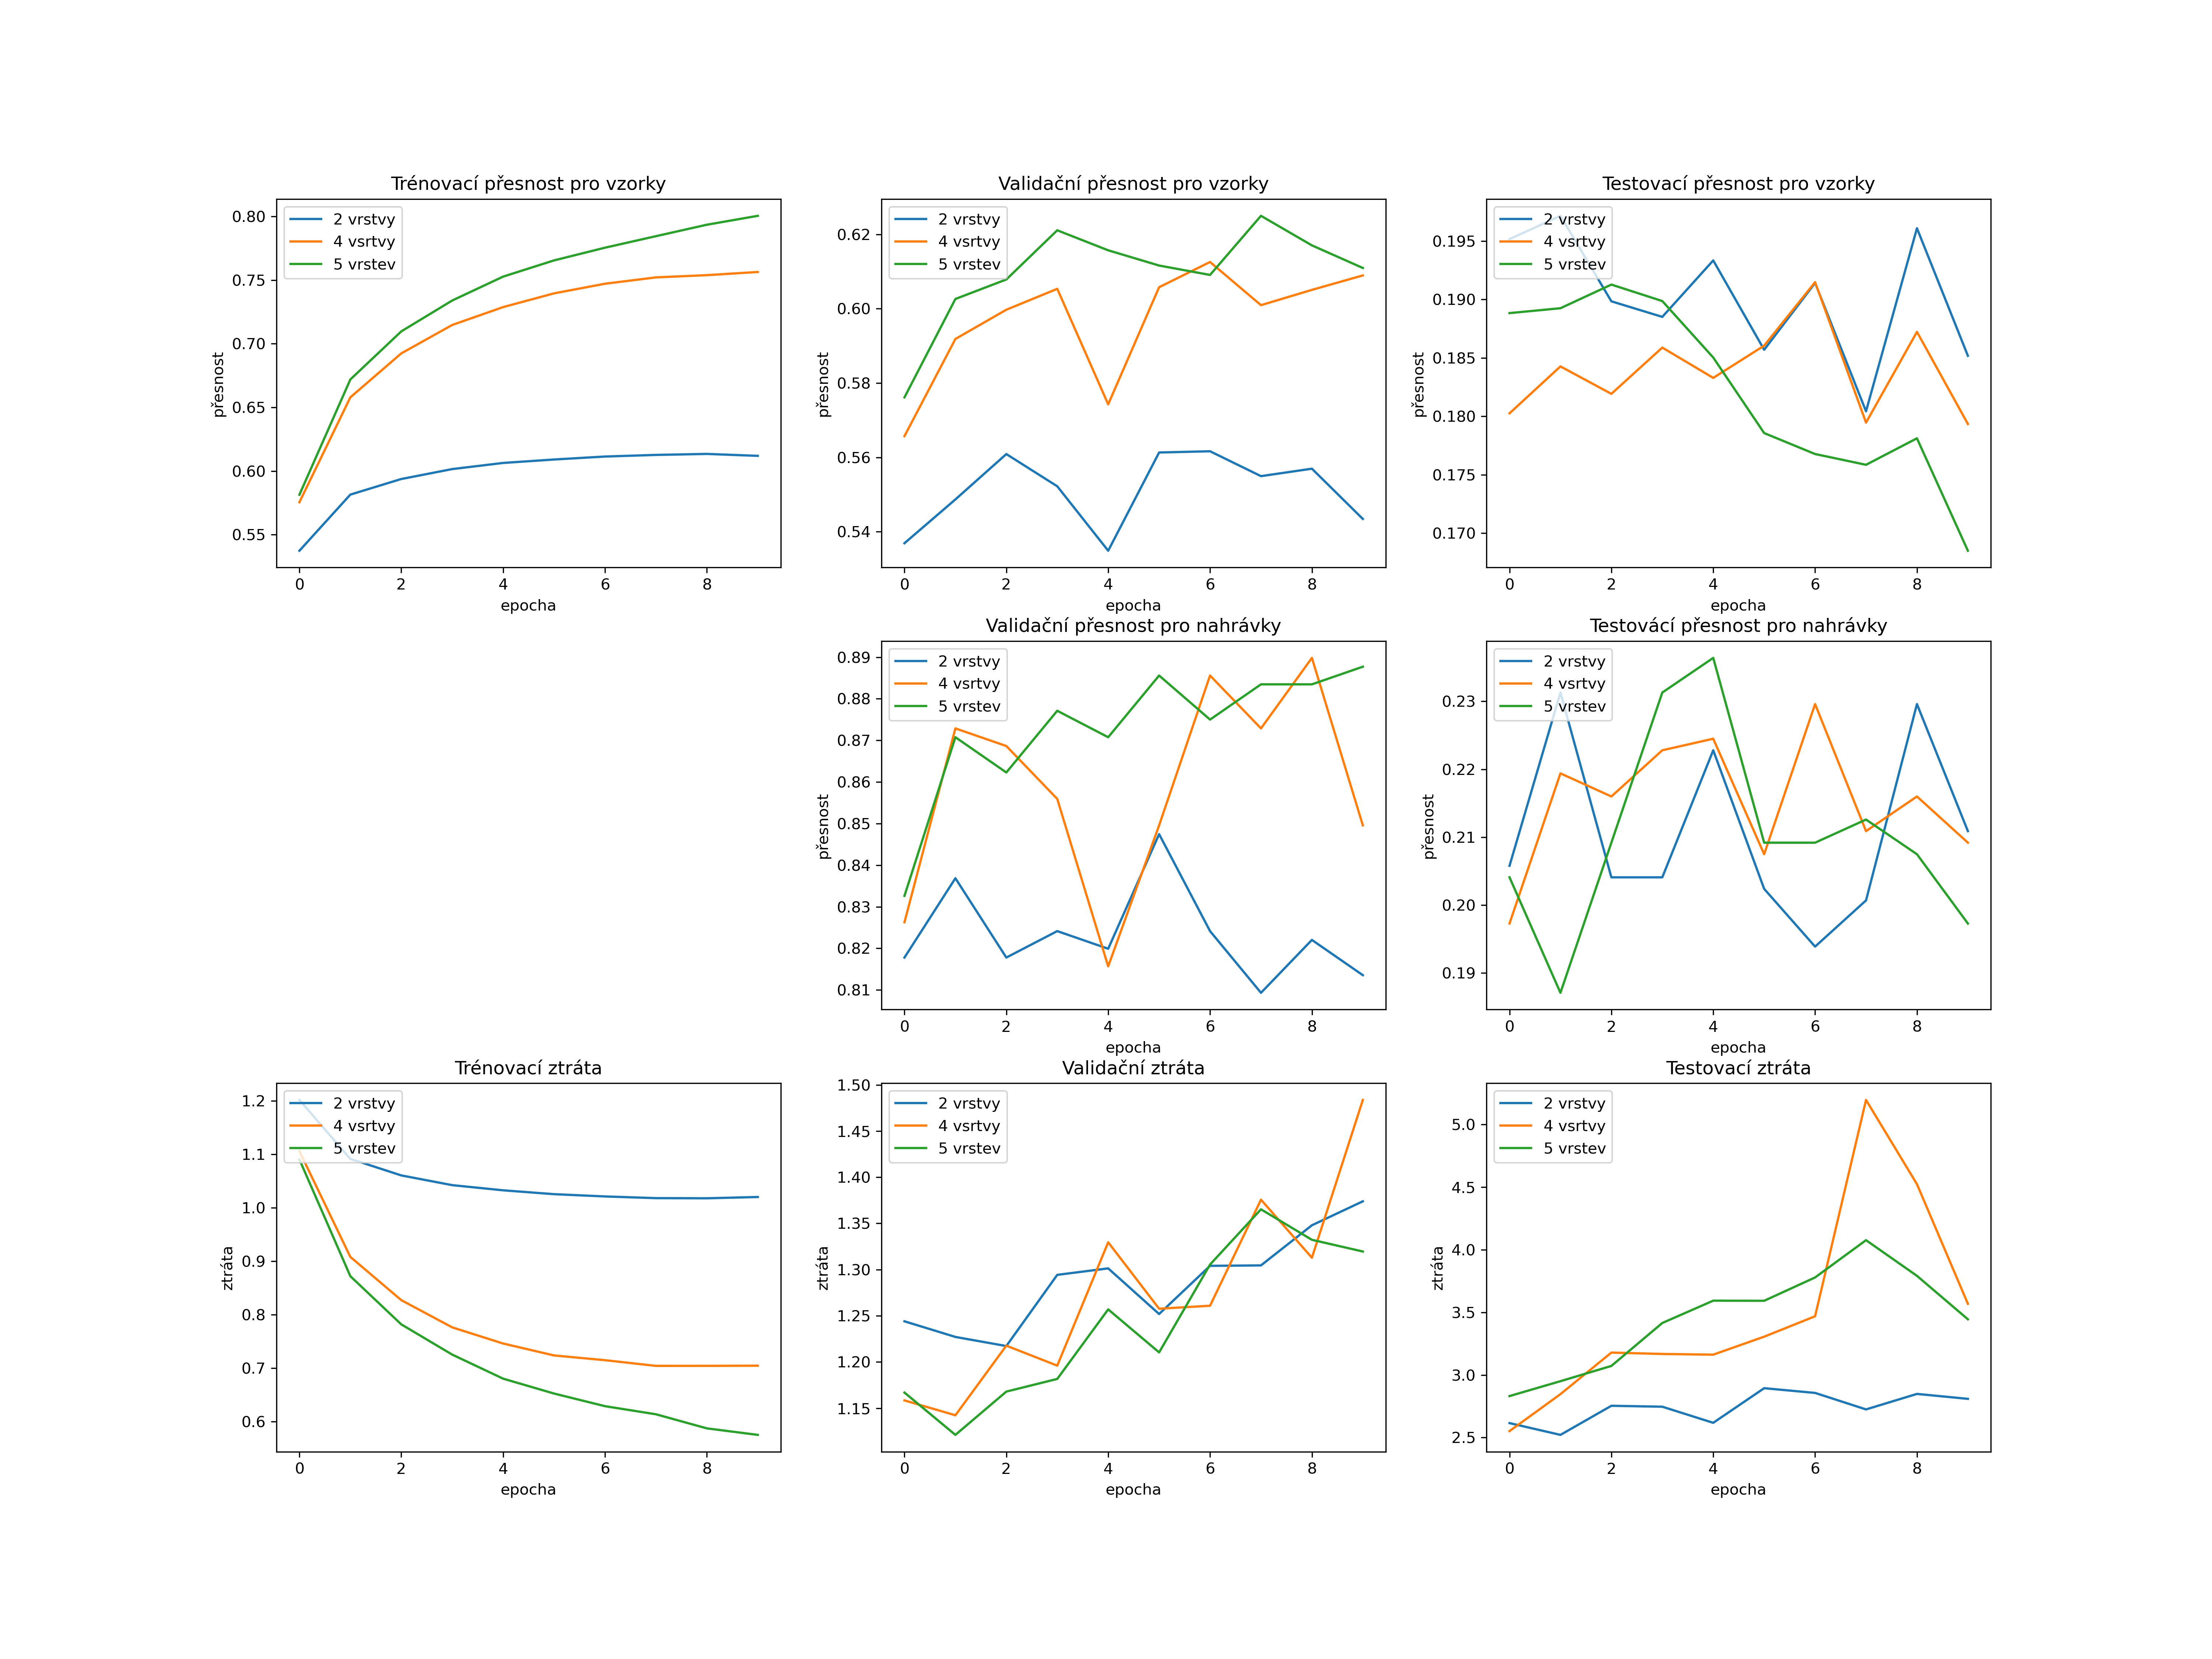 Trénovací přesnost pro vzorky
přesnost
0.80
0.75
0.70
0.65
0.60
0.55
2 vrstvy
4 vsrtvy
5 vrstev
0 2 4 6 8
epocha
Validační přesnost pro vzorky
přesnost
0.62
0.60
0.58
0.56
0.54
2 vrstvy
4 vsrtvy
5 vrstev
0 2 4 6 8
epocha
Testovací přesnost pro vzorky
přesnost
0.195
0.190
0.185
0.180
0.175
0.170
2 vrstvy
4 vsrtvy
5 vrstev
0 2 4 6 8
epocha
Validační přesnost pro nahrávky
přesnost
0.89
0.88
0.87
0.86
0.85
0.84
0.83
0.82
0.81
2 vrstvy
4 vsrtvy
5 vrstev
0 2 4 6 8
epocha
Testovácí přesnost pro nahrávky
přesnost
0.23
0.22
0.21
0.20
0.19
2 vrstvy
4 vsrtvy
5 vrstev
0 2 4 6 8
epocha
Trénovací ztráta
ztráta
1.2
1.1
1.0
0.9
0.8
0.7
0.6
2 vrstvy
4 vsrtvy
5 vrstev
0 2 4 6 8
epocha
Validační ztráta
ztráta
1.50
1.45
1.40
1.35
1.30
1.25
1.20
1.15
2 vrstvy
4 vsrtvy
5 vrstev
0 2 4 6 8
epocha
Testovací ztráta
ztráta
5.0
4.5
4.0
3.5
3.0
2.5
2 vrstvy
4 vsrtvy
5 vrstev
0 2 4 6 8
epocha